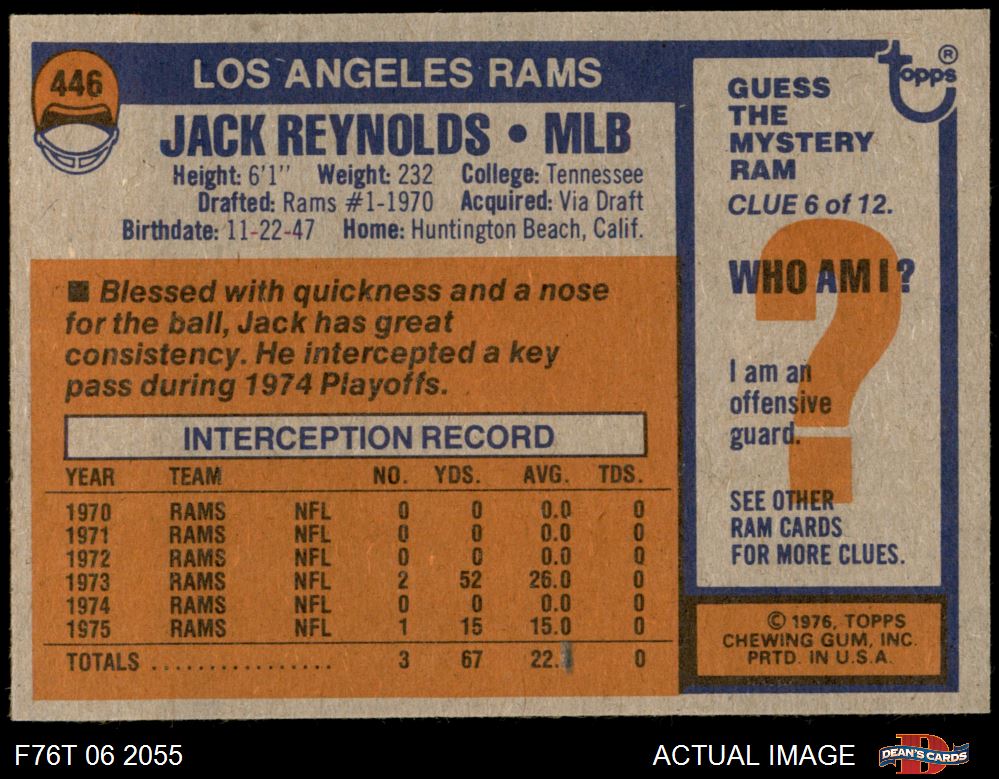 446
LOS ANGELES RAMS
JACK REYNOLDS • MLB
Height: 6'1" Weight: 232 College: Tennessee
Drafted: Rams #1-1970 Acquired: Via Draft
Birthdate: 11-22-47 Home: Huntington Beach, Calif.
■ Blessed with quickness and a nose
for the ball, Jack has great
consistency. He intercepted a key
pass during 1974 Playoffs.
INTERCEPTION RECORD
YEAR TEAM NO. YDS. AVG. TDS.
1970 RAMS NFL 0 0 0.0 0
1971 RAMS NFL 0 0 0.0 0
1972 RAMS NFL 0 0 0.0 0
1973 RAMS NFL 2 52 26.0 0
1974 RAMS NFL 0 0 0.0 0
1975 RAMS NFL 1 15 15.0 0
TOTALS ................ 3 67 22. 0
topps ®
GUESS
THE
MYSTERY
RAM
CLUE 6 of 12.
WHO AM I?
?
I am an
offensive
guard.
SEE OTHER
RAM CARDS
FOR MORE CLUES.
© 1976, TOPPS
CHEWING GUM, INC.
PRTD. IN U.S.A.
F76T 06 2055
ACTUAL IMAGE
DEAN'S CARDS